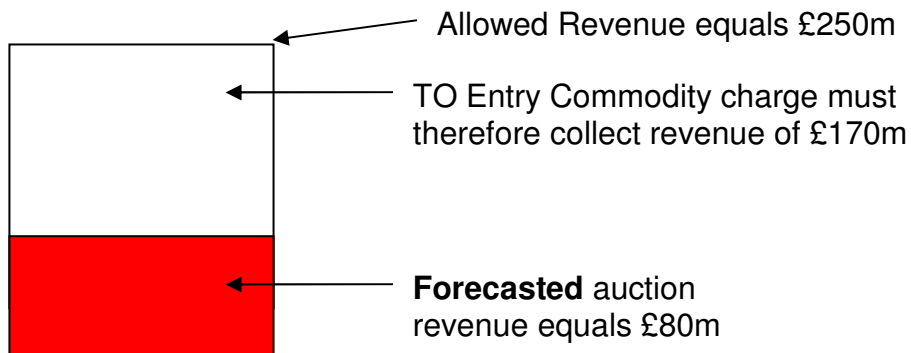 Allowed Revenue equals £250m
TO Entry Commodity charge must
therefore collect revenue of £170m
Forecasted auction
revenue equals £80m